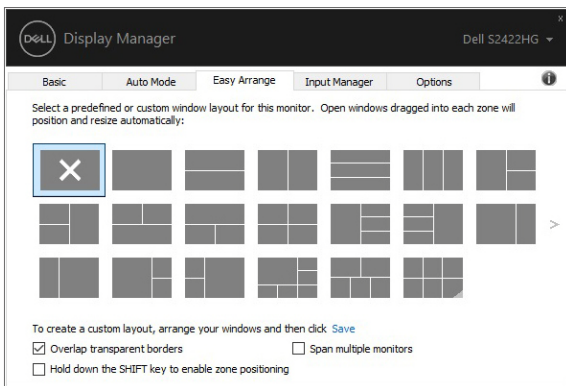 x
DELL Display Manager Dell S2422HG
Basic Auto Mode Easy Arrange Input Manager Options i
Select a predefined or custom window layout for this monitor. Open windows dragged into each zone will
position and resize automatically:
>
To create a custom layout, arrange your windows and then click Save
Overlap transparent borders Span multiple monitors
Hold down the SHIFT key to enable zone positioning